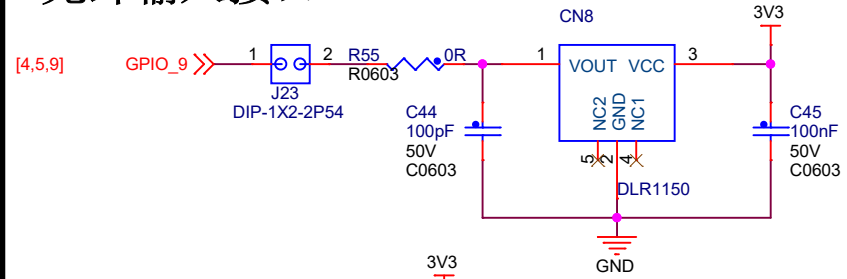 CN8
3V3
[4,5,9]
GPIO_9
1
2
R55
0R
R0603
1
VOUT
VCC
3
J23
DIP-1X2-2P54
C44
100pF
50V
C0603
NC2
GND
NC1
5
2
4
DLR1150
C45
100nF
50V
C0603
GND
3V3